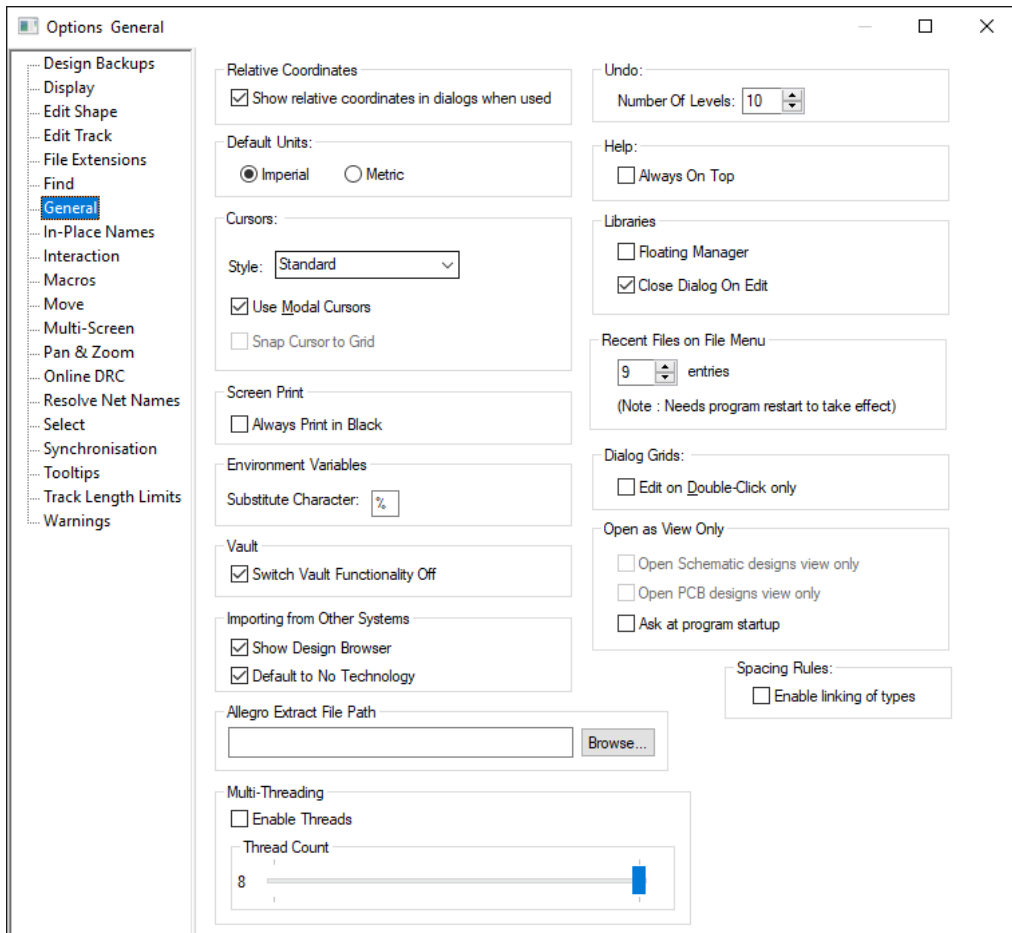 Options  General
Design Backups
Display
Edit Shape
Edit Track
File Extensions
Find
General
In-Place Names
Interaction
Macros
Move
Multi-Screen
Pan & Zoom
Online DRC
Resolve Net Names
Select
Synchronisation
Tooltips
Track Length Limits
Warnings
Relative Coordinates
Show relative coordinates in dialogs when used
Default Units:
Imperial Metric
Cursors:
Style: Standard
Use Modal Cursors
Snap Cursor to Grid
Screen Print
Always Print in Black
Environment Variables
Substitute Character: %
Vault
Switch Vault Functionality Off
Importing from Other Systems
Show Design Browser
Default to No Technology
Allegro Extract File Path
Browse...
Multi-Threading
Enable Threads
Thread Count
8
Undo:
Number Of Levels: 10
Help:
Always On Top
Libraries
Floating Manager
Close Dialog On Edit
Recent Files on File Menu
9 entries
(Note : Needs program restart to take effect)
Dialog Grids:
Edit on Double-Click only
Open as View Only
Open Schematic designs view only
Open PCB designs view only
Ask at program startup
Spacing Rules:
Enable linking of types